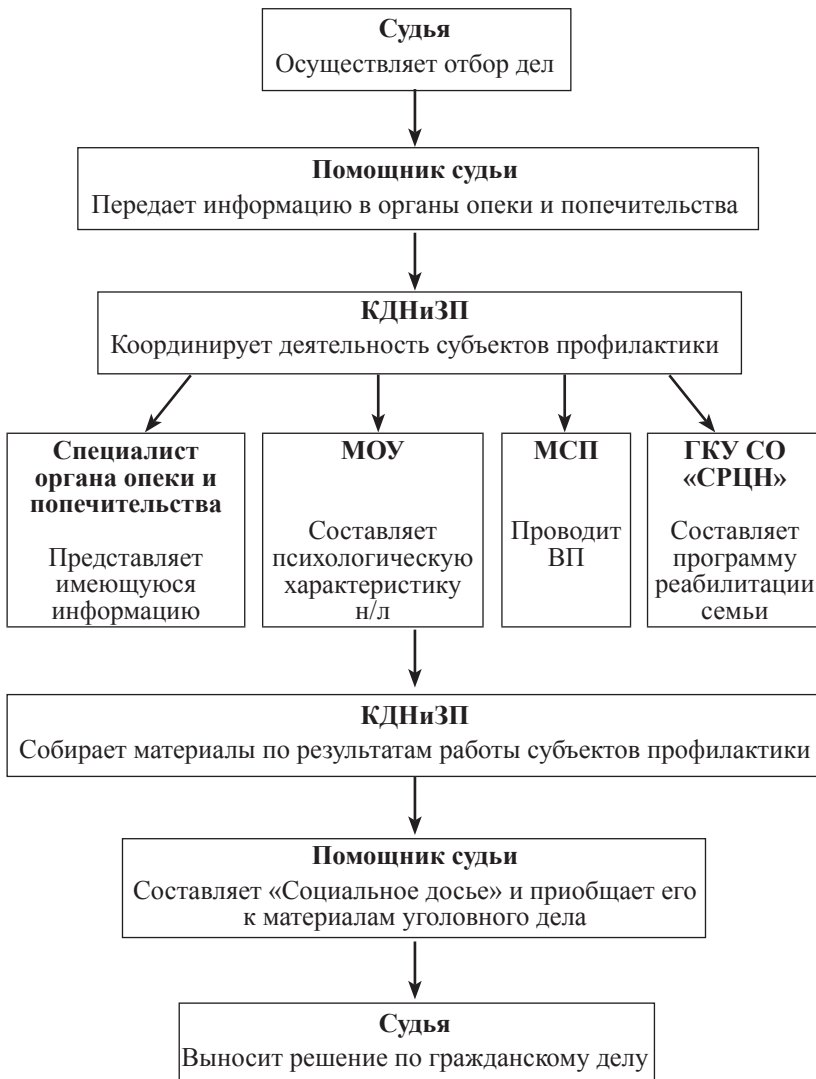 Судья
Осуществляет отбор дел
Помощник судьи
Передает информацию в органы опеки и попечительства
КДНиЗП
Координирует деятельность субъектов профилактики
Специалист
органа опеки и
попечительства
Представляет
имеющуюся
информацию
МОУ
Составляет
психологическую
характеристику
н/л
МСП
Проводит
ВП
ГКУ СО
«СРЦН»
Составляет
программу
реабилитации
семьи
КДНиЗП
Собирает материалы по результатам работы субъектов профилактики
Помощник судьи
Составляет «Социальное досье» и приобщает его
к материалам уголовного дела
Судья
Выносит решение по гражданскому делу